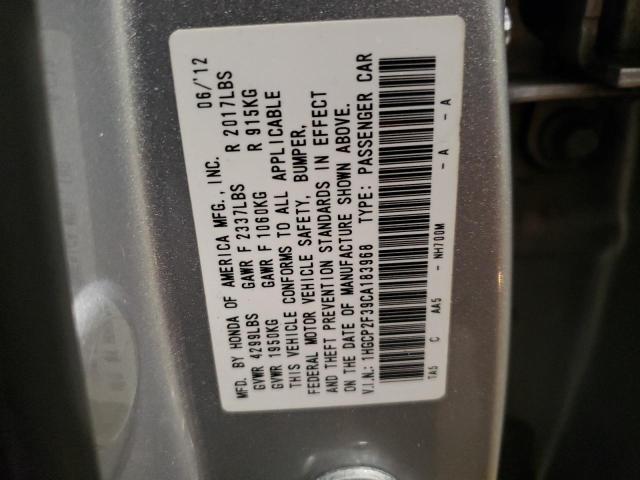 MFD. BY HONDA OF AMERICA MFG., INC. 06/'12
GVWR 4299LBS GAWR F 2337LBS R 2017LBS
GVWR 1950KG GAWR F 1060KG R 915KG
THIS VEHICLE CONFORMS TO ALL APPLICABLE
FEDERAL MOTOR VEHICLE SAFETY, BUMPER,
AND THEFT PREVENTION STANDARDS IN EFFECT
ON THE DATE OF MANUFACTURE SHOWN ABOVE.
V.I.N.: 1HGCP2F39CA183968 TYPE: PASSENGER CAR
TA5 C AA5 - NH700M - A - A